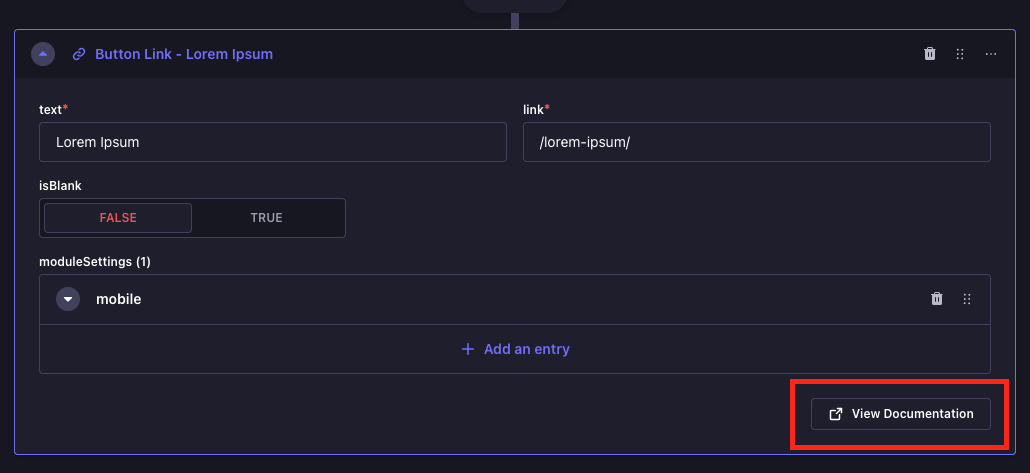 Button Link - Lorem Ipsum
text*
link*
Lorem Ipsum
/lorem-ipsum/
isBlank
FALSE
TRUE
moduleSettings (1)
mobile
Add an entry
View Documentation